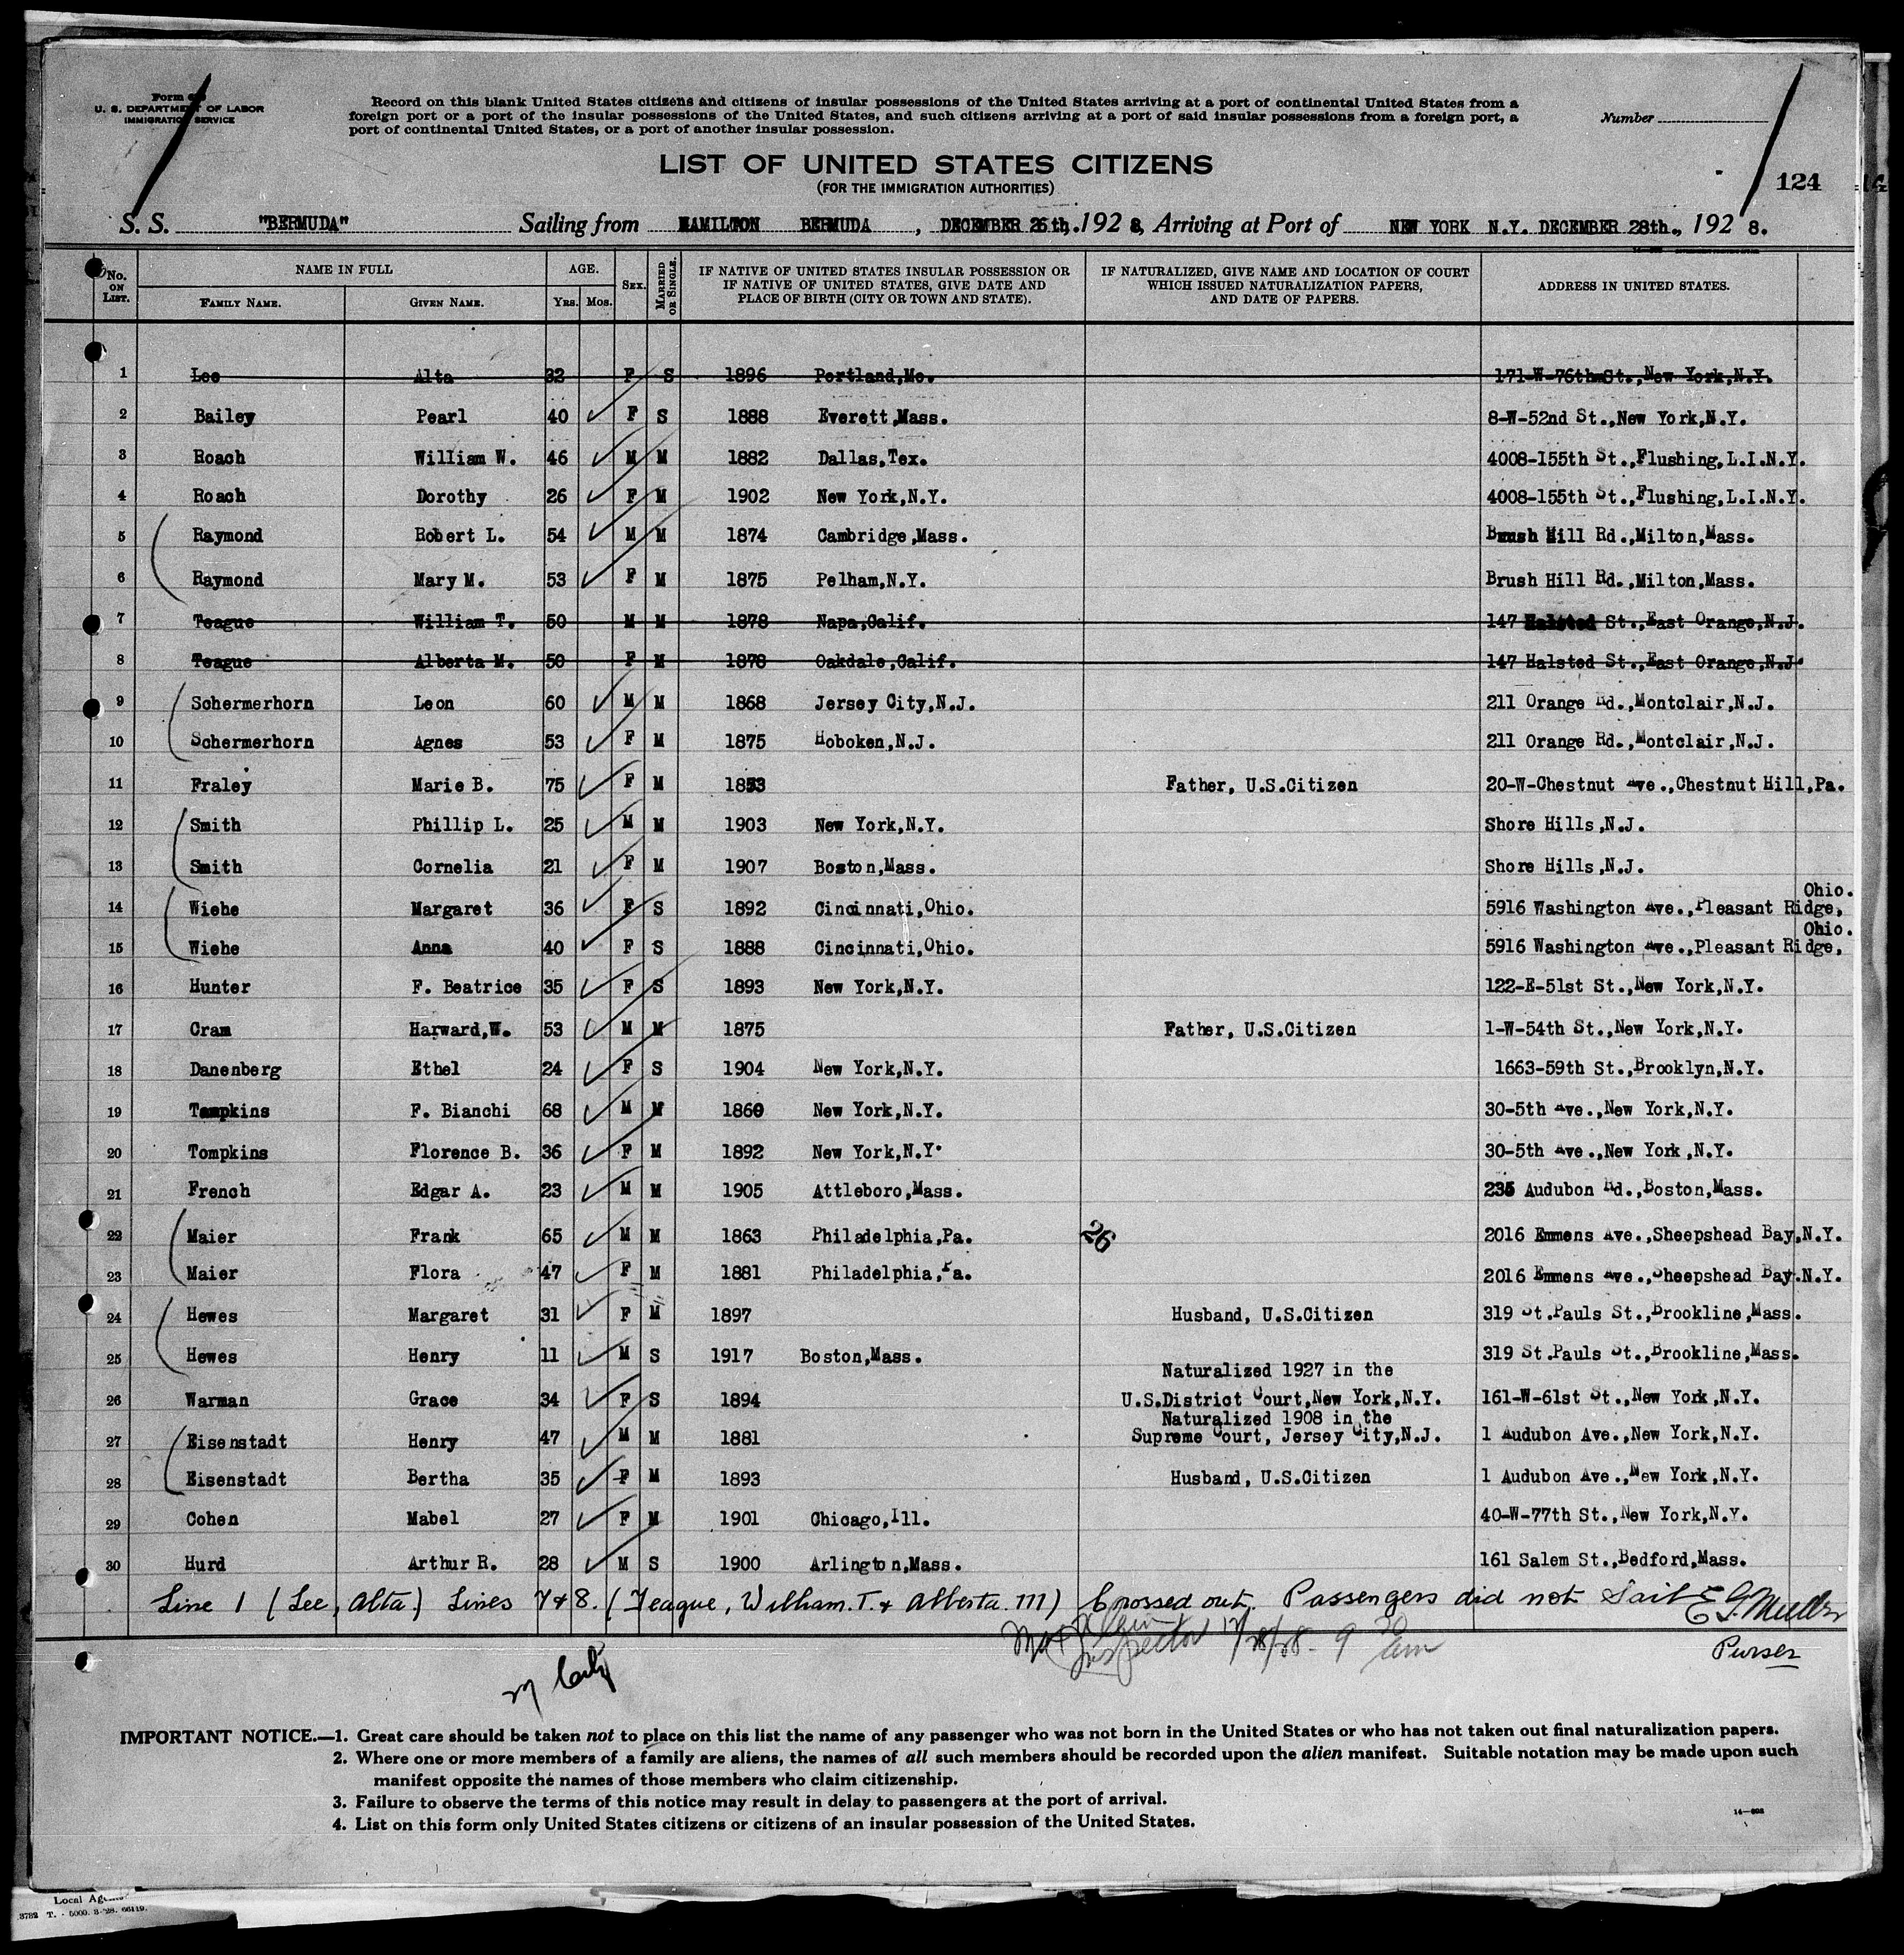 Form
U. S. DEPARTMENT OF LABOR
IMMIGRATION SERVICE
Record on this blank United States citizens and citizens of insular possessions of the United States arriving at a port of continental United States from a
foreign port or a port of the insular possessions of the United States, and such citizens arriving at a port of said insular possessions from a foreign port, a
port of continental United States, or a port of another insular possession.
Number
LIST OF UNITED STATES CITIZENS
(FOR THE IMMIGRATION AUTHORITIES)
124
S. S. "BERMUDA" Sailing from HAMILTON BERMUDA, DECEMBER 26th., 192 8, Arriving at Port of NEW YORK N.Y. DECEMBER 28th., 192 8.
No. ON LIST. NAME IN FULL AGE. SEX. MARRIED OR SINGLE. IF NATIVE OF UNITED STATES INSULAR POSSESSION OR IF NATIVE OF UNITED STATES, GIVE DATE AND PLACE OF BIRTH (CITY OR TOWN AND STATE). IF NATURALIZED, GIVE NAME AND LOCATION OF COURT WHICH ISSUED NATURALIZATION PAPERS, AND DATE OF PAPERS. ADDRESS IN UNITED STATES.
FAMILY NAME. GIVEN NAME. YRS. MOS.
1 Lee Alta 32 F S 1896 Portland,Me. 171-W-76th St.,New York,N.Y.
2 Bailey Pearl 40 F S 1888 Everett,Mass. 8-W-52nd St.,New York,N.Y.
3 Roach William W. 46 M M 1882 Dallas,Tex. 4008-155th St.,Flushing,L.I.N.Y.
4 Roach Dorothy 26 F M 1902 New York,N.Y. 4008-155th St.,Flushing,L.I.N.Y.
5 Raymond Robert L. 54 M M 1874 Cambridge,Mass. Brush Hill Rd.,Milton,Mass.
6 Raymond Mary M. 53 F M 1875 Pelham,N.Y. Brush Hill Rd.,Milton,Mass.
7 Teague William T. 50 M M 1878 Napa,Calif. 147 Halsted St.,East Orange,N.J.
8 Teague Alberta M. 50 F M 1878 Oakdale,Calif. 147 Halsted St.,East Orange,N.J.
9 Schermerhorn Leon 60 M M 1868 Jersey City,N.J. 211 Orange Rd.,Montclair,N.J.
10 Schermerhorn Agnes 53 F M 1875 Hoboken,N.J. 211 Orange Rd.,Montclair,N.J.
11 Fraley Marie B. 75 F M 1853 Father, U.S.Citizen 20-W-Chestnut Ave.,Chestnut Hill,Pa.
12 Smith Phillip L. 25 M M 1903 New York,N.Y. Shore Hills,N.J.
13 Smith Cornelia 21 F M 1907 Boston,Mass. Shore Hills,N.J.
14 Wiehe Margaret 36 F S 1892 Cincinnati,Ohio. 5916 Washington Ave.,Pleasant Ridge, Ohio.
15 Wiehe Anna 40 F S 1888 Cincinnati,Ohio. 5916 Washington Ave.,Pleasant Ridge, Ohio.
16 Hunter F. Beatrice 35 F S 1893 New York,N.Y. 122-E-51st St.,New York,N.Y.
17 Cram Harward,W. 53 M M 1875 Father, U.S.Citizen 1-W-54th St.,New York,N.Y.
18 Danenberg Ethel 24 F S 1904 New York,N.Y. 1663-59th St.,Brooklyn,N.Y.
19 Tompkins F. Bianchi 68 M M 1860 New York,N.Y. 30-5th Ave.,New York,N.Y.
20 Tompkins Florence B. 36 F M 1892 New York,N.Y. 30-5th Ave.,New York,N.Y.
21 French Edgar A. 23 M M 1905 Attleboro,Mass. 235 Audubon Rd.,Boston,Mass.
22 Maier Frank 65 M M 1863 Philadelphia,Pa. 26 2016 Emmens Ave.,Sheepshead Bay,N.Y.
23 Maier Flora 47 F M 1881 Philadelphia,Pa. 2016 Emmens Ave.,Sheepshead Bay.N.Y.
24 Hewes Margaret 31 F M 1897 Husband, U.S.Citizen 319 St.Pauls St.,Brookline,Mass.
25 Hewes Henry 11 M S 1917 Boston,Mass. 319 St.Pauls St.,Brookline,Mass.
26 Warman Grace 34 F S 1894 Naturalized 1927 in the U.S.District Court,New York,N.Y. 161-W-61st St.,New York,N.Y.
27 Eisenstadt Henry 47 M M 1881 Naturalized 1908 in the Supreme Court, Jersey City,N.J. 1 Audubon Ave.,New York,N.Y.
28 Eisenstadt Bertha 35 F M 1893 Husband, U.S.Citizen 1 Audubon Ave.,New York,N.Y.
29 Cohen Mabel 27 F M 1901 Chicago,Ill. 40-W-77th St.,New York,N.Y.
30 Hurd Arthur R. 28 M S 1900 Arlington,Mass. 161 Salem St.,Bedford,Mass.
Line 1 (Lee, Alta.) Lines 7 & 8. (Teague, William. T. & Alberta. M) Crossed out. Passengers did not Sail
Inspector 12/28/28 - 9 30 am
Purser
IMPORTANT NOTICE.—1. Great care should be taken not to place on this list the name of any passenger who was not born in the United States or who has not taken out final naturalization papers.
2. Where one or more members of a family are aliens, the names of all such members should be recorded upon the alien manifest. Suitable notation may be made upon such
manifest opposite the names of those members who claim citizenship.
3. Failure to observe the terms of this notice may result in delay to passengers at the port of arrival.
4. List on this form only United States citizens or citizens of an insular possession of the United States.
Local
3782 T. - 5000. 3-'28. 66119.